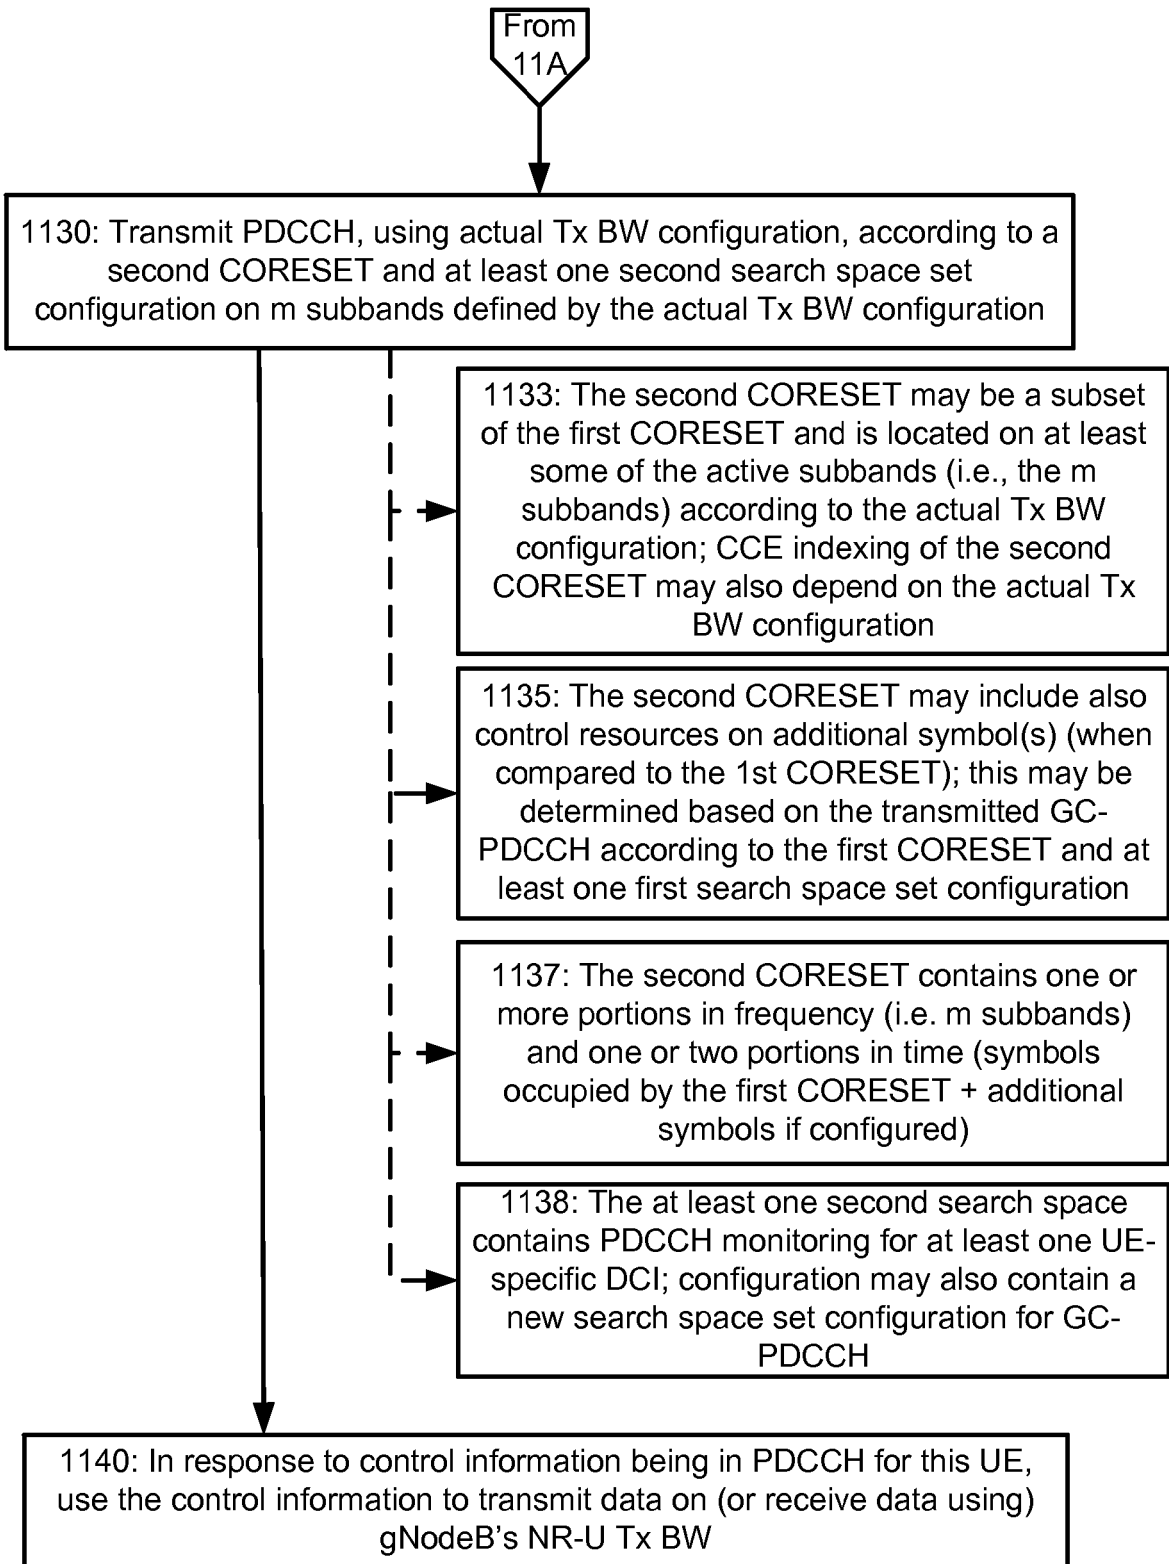 From
11A
1130: Transmit PDCCH, using actual Tx BW configuration, according to a
second CORESET and at least one second search space set
configuration on m subbands defined by the actual Tx BW configuration
1133: The second CORESET may be a subset
of the first CORESET and is located on at least
some of the active subbands (i.e., the m
subbands) according to the actual Tx BW
configuration; CCE indexing of the second
CORESET may also depend on the actual Tx
BW configuration
1135: The second CORESET may include also
control resources on additional symbol(s) (when
compared to the 1st CORESET); this may be
determined based on the transmitted GC-
PDCCH according to the first CORESET and at
least one first search space set configuration
1137: The second CORESET contains one or
more portions in frequency (i.e. m subbands)
and one or two portions in time (symbols
occupied by the first CORESET + additional
symbols if configured)
1138: The at least one second search space
contains PDCCH monitoring for at least one UE-
specific DCI; configuration may also contain a
new search space set configuration for GC-
PDCCH
1140: In response to control information being in PDCCH for this UE,
use the control information to transmit data on (or receive data using)
gNodeB's NR-U Tx BW